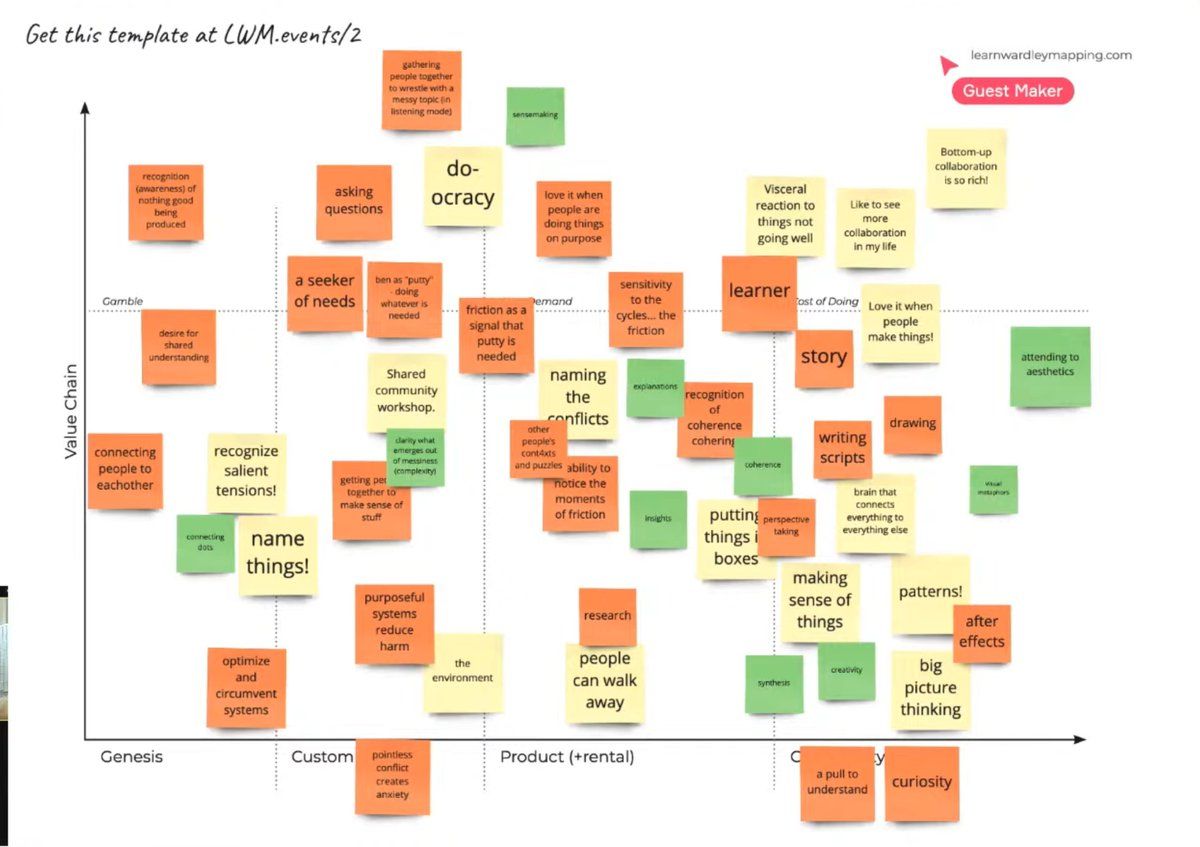 Get this template at LWM.events/2
learnwardleymapping.com
Guest Maker
gathering
people together
to wrestle with a
messy topic (in
listening mode)
sensemaking
recognition
(awareness) of
nothing good
being
produced
asking
questions
do-
ocracy
love it when
people are
doing things
on purpose
Visceral
reaction to
things not
going well
Like to see
more
collaboration
in my life
Bottom-up
collaboration
is so rich!
Gamble
a seeker
of needs
ben as "putty"
- doing
whatever is
needed
friction as a
signal that
putty is
needed
emand
sensitivity
to the
cycles... the
friction
learner
ost of Doing
Love it when
people
make things!
desire for
shared
understanding
story
attending to
aesthetics
Shared
community
workshop.
naming
the
conflicts
explanations
recognition
of
coherence
cohering
drawing
Value Chain
connecting
people to
eachother
recognize
salient
tensions!
clarity what
emerges out
of messiness
(complexity)
getting
together to
make sense of
stuff
other
people's
cont4xts
and puzzles
ability to
notice the
moments
of friction
coherence
writing
scripts
visual
metaphors
connecting
dots
name
things!
insights
putting
things i
boxes
perspective
taking
brain that
connects
everything to
everything else
purposeful
systems
reduce
harm
research
making
sense of
things
patterns!
after
effects
optimize
and
circumvent
systems
the
environment
people
can walk
away
synthesis
creativity
big
picture
thinking
Genesis
Custom
Product (+rental)
C
y
pointless
conflict
creates
anxiety
a pull to
understand
curiosity